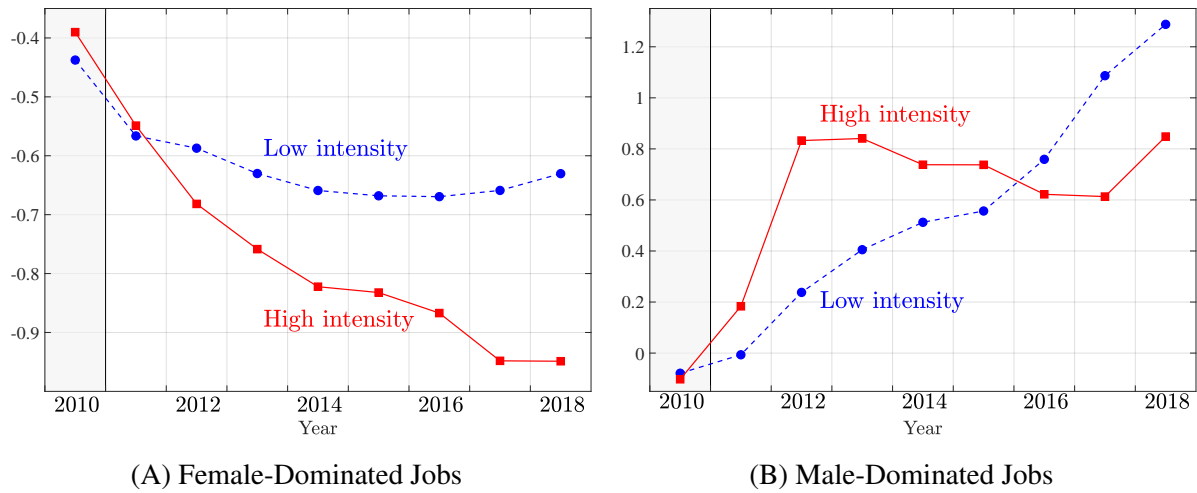 -0.4
-0.5
-0.6
-0.7
-0.8
-0.9
Low intensity
High intensity
2010 2012 2014 2016 2018
Year
(A) Female-Dominated Jobs
1.2
1
0.8
0.6
0.4
0.2
0
High intensity
Low intensity
2010 2012 2014 2016 2018
Year
(B) Male-Dominated Jobs